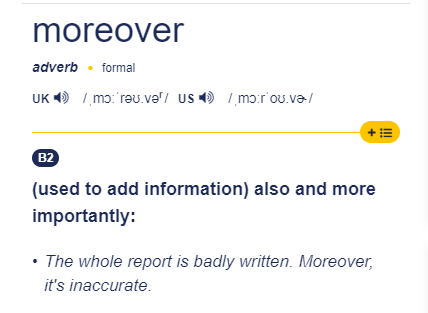 moreover
adverb • formal
UK /ˌmɔːˈrəʊ.vəʳ/ US /ˌmɔːrˈoʊ.vɚ/
+
B2
(used to add information) also and more
importantly:
• The whole report is badly written. Moreover,
it's inaccurate.